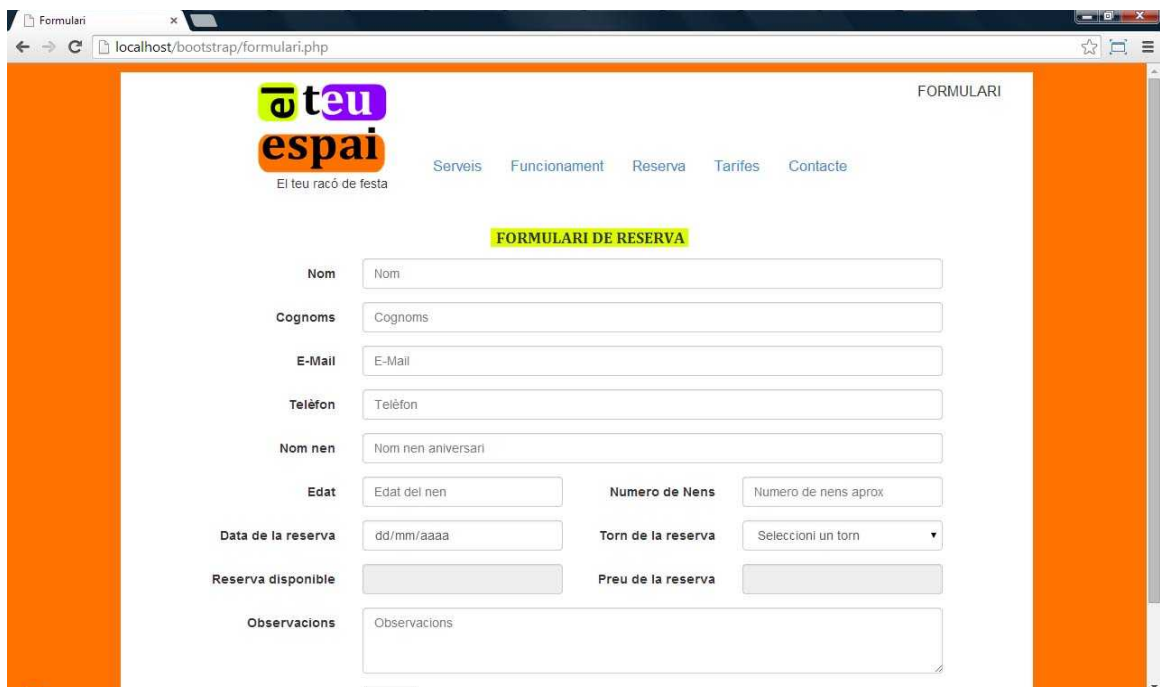 Formulari
localhost/bootstrap/formulari.php
FORMULARI
el teu
espai
El teu racó de festa
Serveis Funcionament Reserva Tarifes Contacte
FORMULARI DE RESERVA
Nom Nom
Cognoms Cognoms
E-Mail E-Mail
Telèfon Telèfon
Nom nen Nom nen aniversari
Edat Edat del nen Numero de Nens Numero de nens aprox
Data de la reserva dd/mm/aaaa Torn de la reserva Seleccioni un torn
Reserva disponible Preu de la reserva
Observacions Observacions